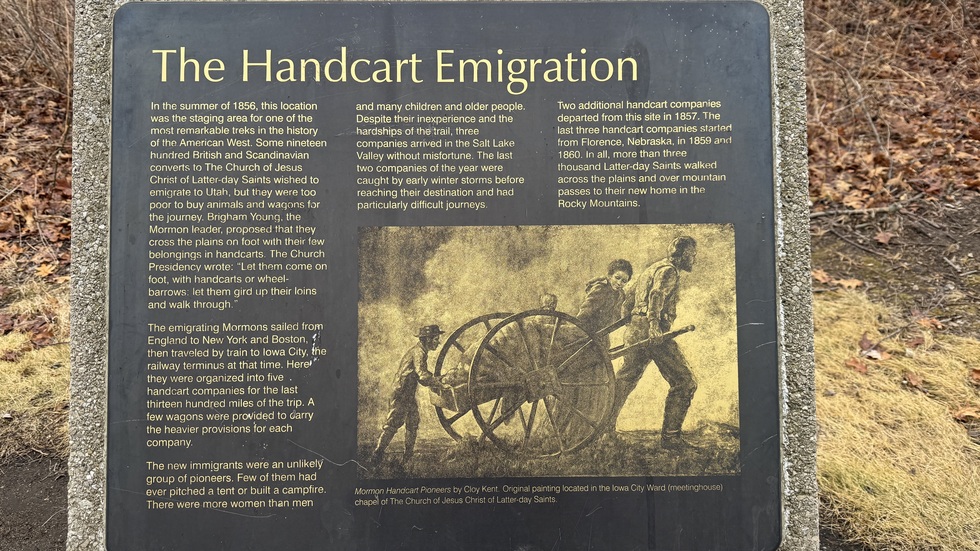 The Handcart Emigration
In the summer of 1856, this location
was the staging area for one of the
most remarkable treks in the history
of the American West. Some nineteen
hundred British and Scandinavian
converts to The Church of Jesus
Christ of Latter-day Saints wished to
emigrate to Utah, but they were too
poor to buy animals and wagons for
the journey. Brigham Young, the
Mormon leader, proposed that they
cross the plains on foot with their few
belongings in handcarts. The Church
Presidency wrote: "Let them come on
foot, with handcarts or wheel-
barrows: let them gird up their loins
and walk through."
The emigrating Mormons sailed from
England to New York and Boston,
then traveled by train to Iowa City, the
railway terminus at that time. Here
they were organized into five
handcart companies for the last
thirteen hundred miles of the trip. A
few wagons were provided to carry
the heavier provisions for each
company.
The new immigrants were an unlikely
group of pioneers. Few of them had
ever pitched a tent or built a campfire.
There were more women than men
and many children and older people.
Despite their inexperience and the
hardships of the trail, three
companies arrived in the Salt Lake
Valley without misfortune. The last
two companies of the year were
caught by early winter storms before
reaching their destination and had
particularly difficult journeys.
Two additional handcart companies
departed from this site in 1857. The
last three handcart companies started
from Florence, Nebraska, in 1859 and
1860. In all, more than three
thousand Latter-day Saints walked
across the plains and over mountain
passes to their new home in the
Rocky Mountains.
Mormon Handcart Pioneers by Cloy Kent. Original painting located in the Iowa City Ward (meetinghouse)
chapel of The Church of Jesus Christ of Latter-day Saints.